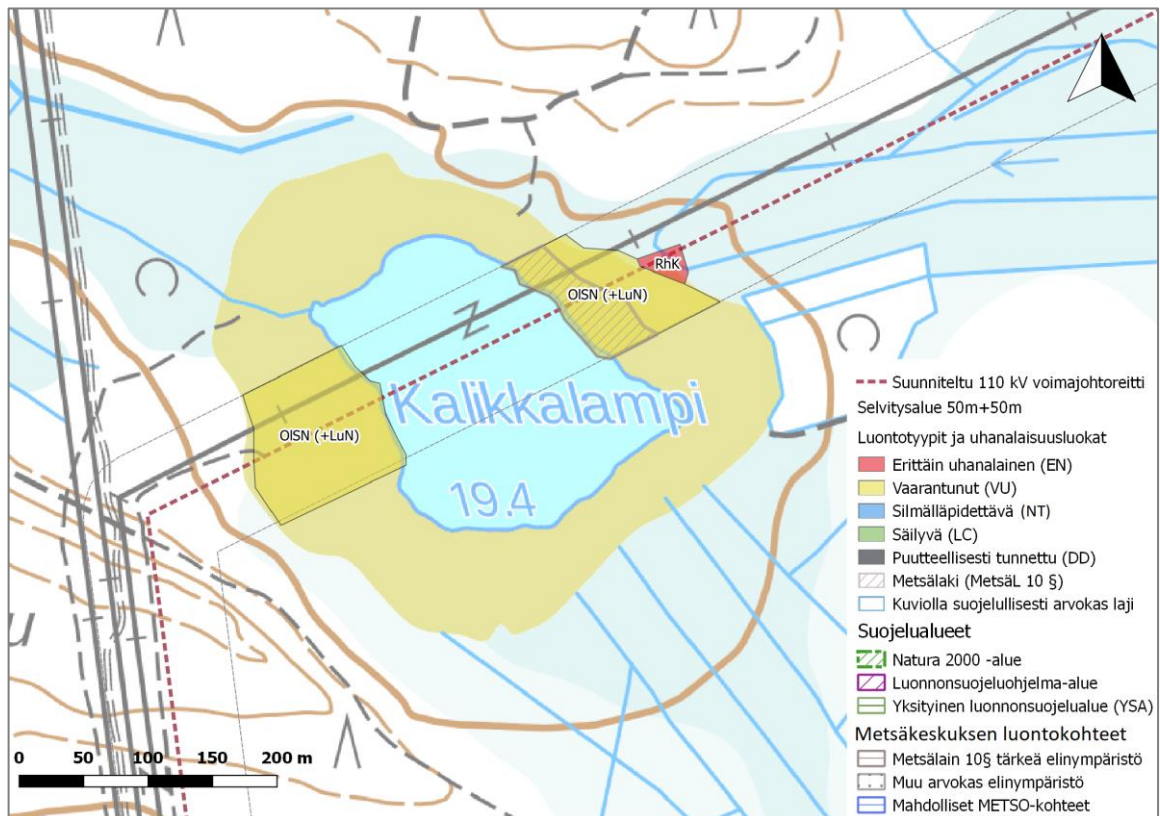 RhK
OlSN (+LuN)
OlSN (+LuN)
Kalikkalampi
19.4
u
0 50 100 150 200 m
Suunniteltu 110 kV voimajohtoreitti
Selvitysalue 50m+50m
Luontotyypit ja uhanalaisuusluokat
Erittäin uhanalainen (EN)
Vaarantunut (VU)
Silmälläpidettävä (NT)
Säilyvä (LC)
Puutteellisesti tunnettu (DD)
Metsälaki (MetsäL 10 §)
Kuviolla suojelullisesti arvokas laji
Suojelualueet
Natura 2000 -alue
Luonnonsuojeluohjelma-alue
Yksityinen luonnonsuojelualue (YSA)
Metsäkeskuksen luontokohteet
Metsälain 10§ tärkeä elinympäristö
Muu arvokas elinympäristö
Mahdolliset METSO-kohteet